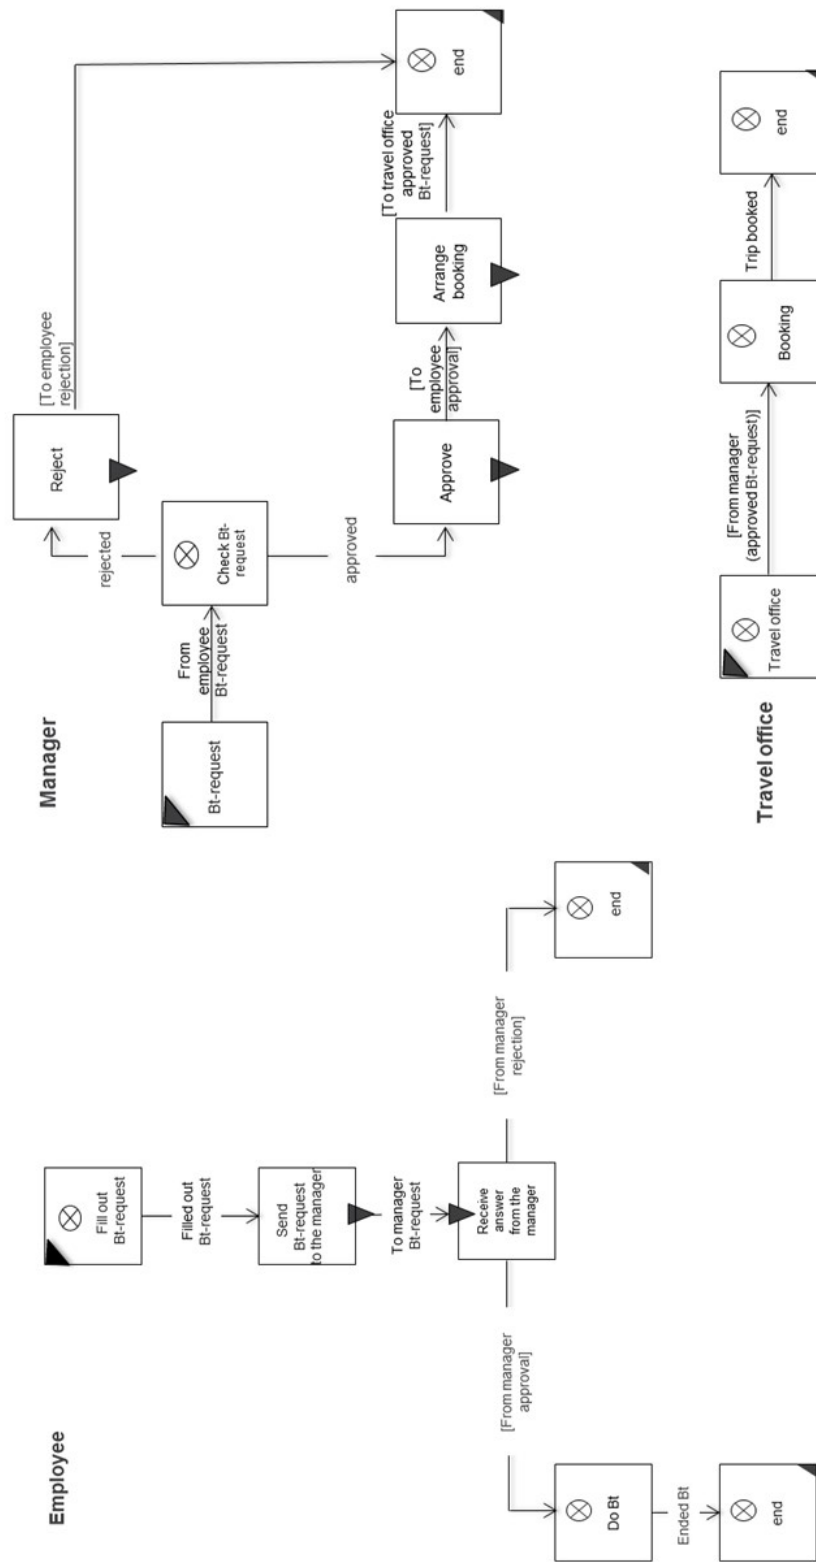 Employee
Fill out
Bt-request
Filled out
Bt-request
Send
Bt-request
to the manager
To manager
Bt-request
Receive
answer
from the
manager
[From manager
approval]
[From manager
rejection]
Do Bt
Ended Bt
end
end
Manager
Bt-request
From
employee
Bt-request
Check Bt-
request
rejected
approved
Reject
[To employee
rejection]
Approve
[To
employee
approval]
Arrange
booking
[To travel office
approved
Bt-request]
end
Travel office
Travel office
[From manager
(approved Bt-request)]
Booking
Trip booked
end